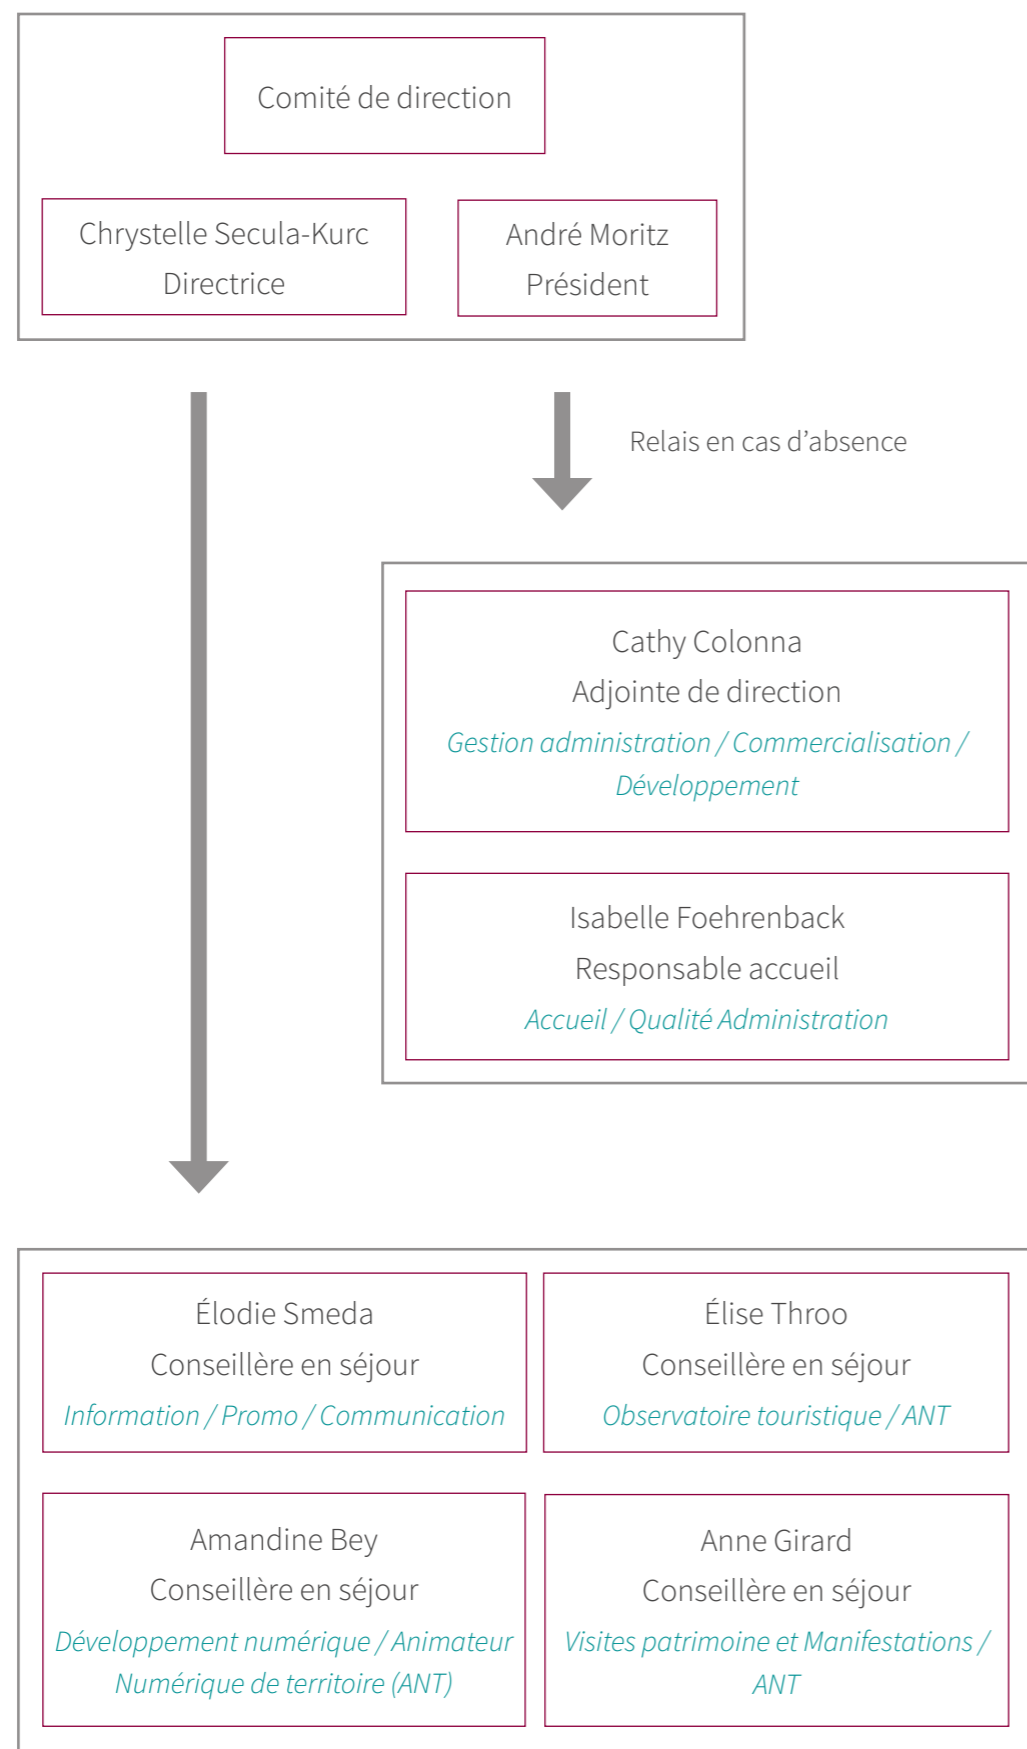 Comité de direction
Chrystelle Secula-Kurc
Directrice
André Moritz
Président
Relais en cas d’absence
Cathy Colonna
Adjointe de direction
Gestion administration / Commercialisation /
Développement
Isabelle Foehrenback
Responsable accueil
Accueil / Qualité Administration
Élodie Smeda
Conseillère en séjour
Information / Promo / Communication
Élise Throo
Conseillère en séjour
Observatoire touristique / ANT
Amandine Bey
Conseillère en séjour
Développement numérique / Animateur
Numérique de territoire (ANT)
Anne Girard
Conseillère en séjour
Visites patrimoine et Manifestations /
ANT